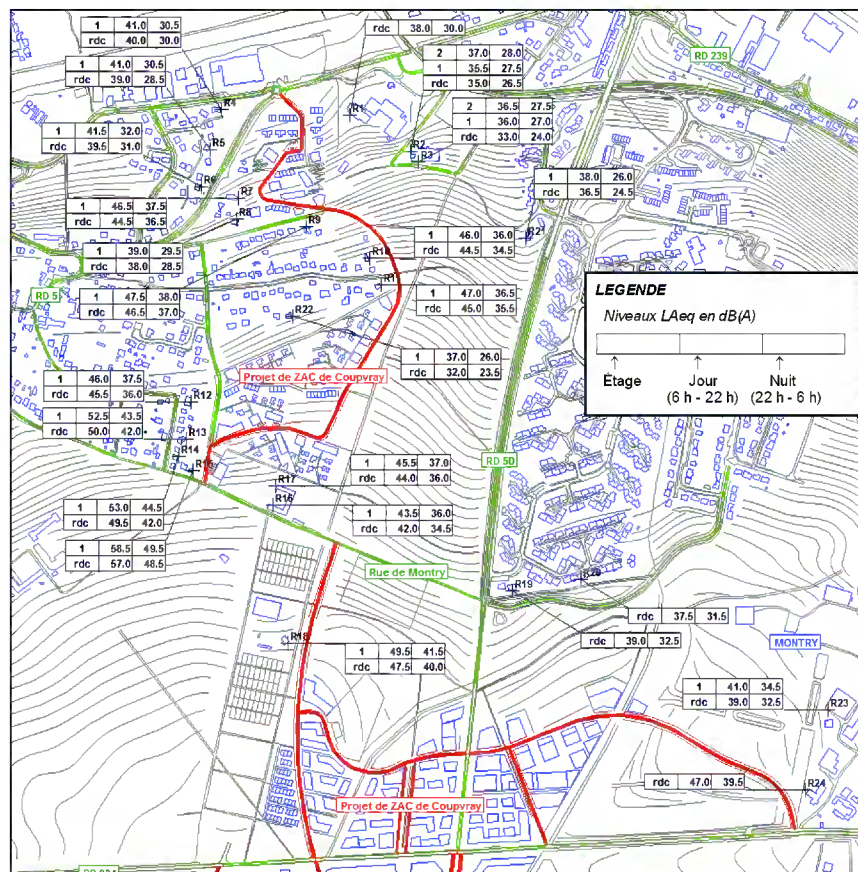 1 41.0 30.5
rdc 40.0 30.0
rdc 38.0 30.0
1 41.0 30.5
rdc 39.0 28.5
2 37.0 28.0
1 35.5 27.5
rdc 35.0 26.5
RD 239
R4
R1
2 36.5 27.5
1 36.0 27.0
rdc 33.0 24.0
1 41.5 32.0
rdc 39.5 31.0
R5
R2
R3
R6
1 38.0 26.0
rdc 36.5 24.5
R7
1 46.5 37.5
rdc 44.5 36.5
R8
R9
R21
1 46.0 36.0
rdc 44.5 34.5
1 39.0 29.5
rdc 38.0 28.5
R10
RD 5
1 47.5 38.0
rdc 46.5 37.0
R11
1 47.0 36.5
rdc 45.0 35.5
R22
LEGENDE
Niveaux LAeq en dB(A)
Étage Jour Nuit
(6 h - 22 h) (22 h - 6 h)
1 37.0 26.0
rdc 32.0 23.5
Projet de ZAC de Coupvray
1 46.0 37.5
rdc 45.5 36.0
R12
1 52.5 43.5
rdc 50.0 42.0
R13
R14
R15
RD 5D
1 45.5 37.0
rdc 44.0 36.0
R17
R16
1 53.0 44.5
rdc 49.5 42.0
1 43.5 36.0
rdc 42.0 34.5
1 58.5 49.5
rdc 57.0 48.5
Rue de Montry
R19
R20
rdc 37.5 31.5
rdc 39.0 32.5
MONTRY
R18
1 49.5 41.5
rdc 47.5 40.0
1 41.0 34.5
rdc 39.0 32.5
R23
rdc 47.0 39.5
R24
Projet de ZAC de Coupvray